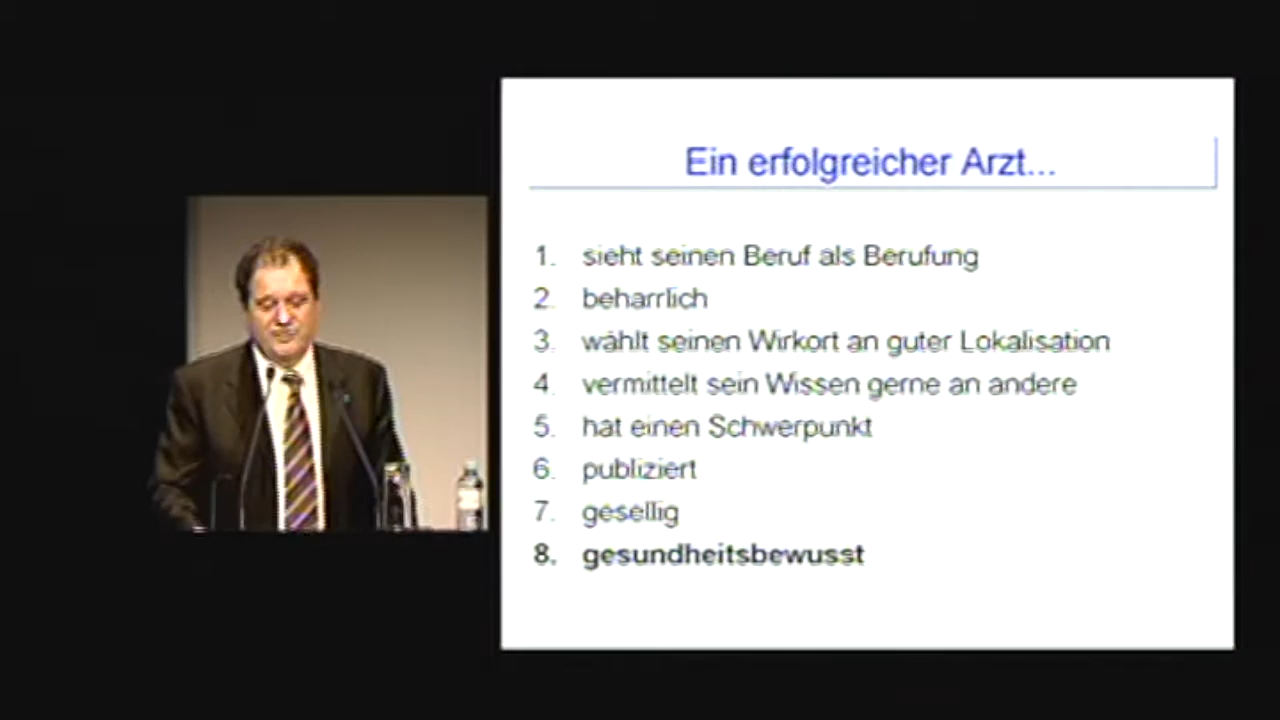 Ein erfolgreicher Arzt...
1. sieht seinen Beruf als Berufung
2. beharrlich
3. wählt seinen Wirkort an guter Lokalisation
4. vermittelt sein Wissen gerne an andere
5. hat einen Schwerpunkt
6. publiziert
7. gesellig
8. gesundheitsbewusst